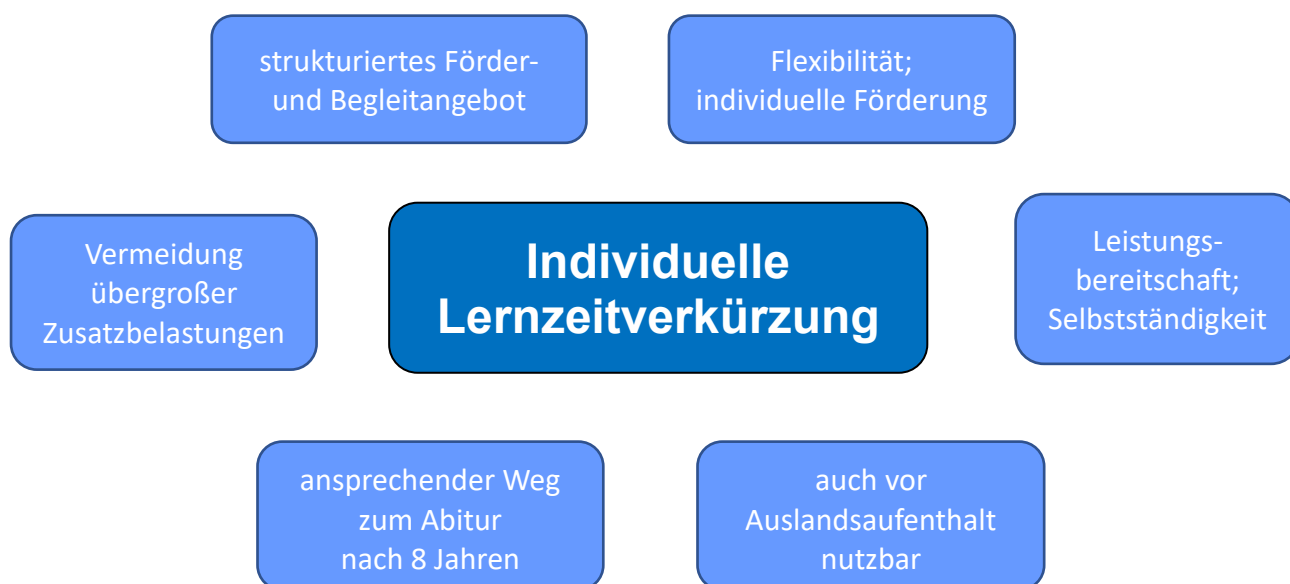 strukturiertes Förder-
und Begleitangebot
Flexibilität;
individuelle Förderung
Vermeidung
übergroßer
Zusatzbelastungen
Individuelle
Lernzeitverkürzung
Leistungs-
bereitschaft;
Selbstständigkeit
ansprechender Weg
zum Abitur
nach 8 Jahren
auch vor
Auslandsaufenthalt
nutzbar